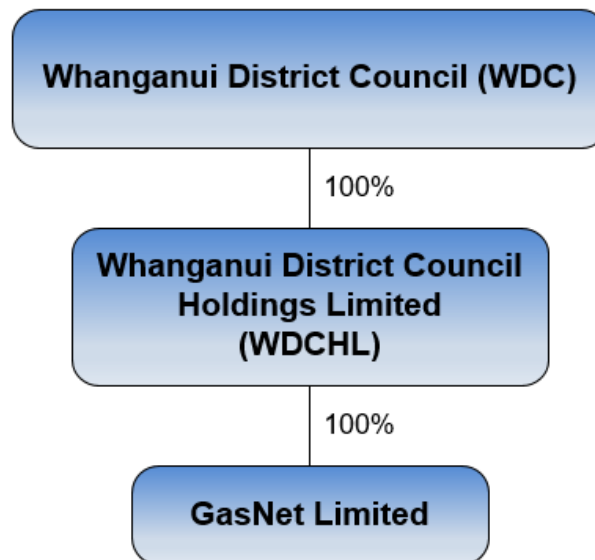 Whanganui District Council (WDC)
100%
Whanganui District Council
Holdings Limited
(WDCHL)
100%
GasNet Limited